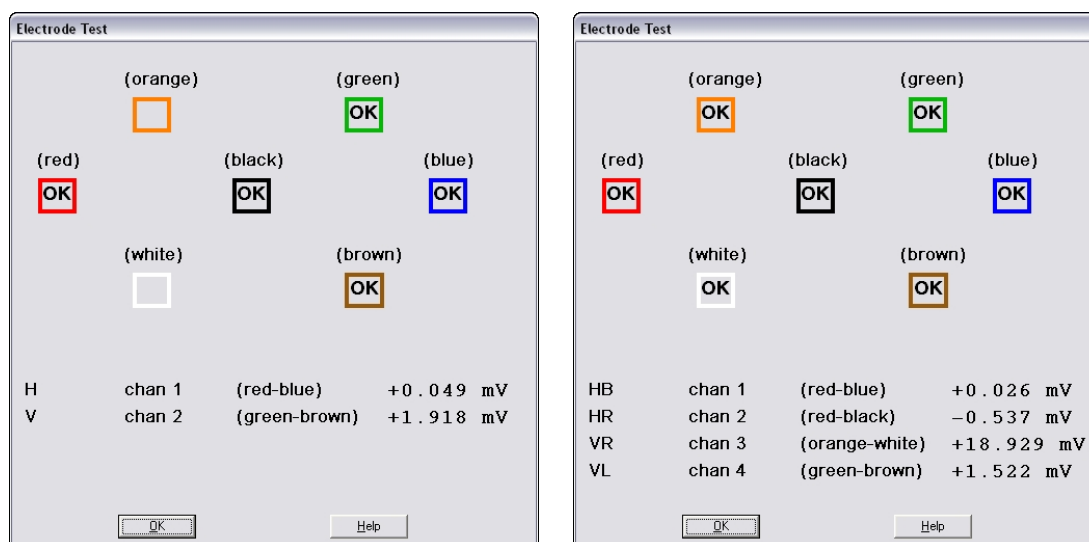 Electrode Test
(orange) (green)
OK
(red) (black) (blue)
OK OK OK
(white) (brown)
OK
H chan 1 (red-blue) +0.049 mV
V chan 2 (green-brown) +1.918 mV
OK Help
Electrode Test
(orange) (green)
OK OK
(red) (black) (blue)
OK OK OK
(white) (brown)
OK OK
HB chan 1 (red-blue) +0.026 mV
HR chan 2 (red-black) −0.537 mV
VR chan 3 (orange-white) +18.929 mV
VL chan 4 (green-brown) +1.522 mV
OK Help